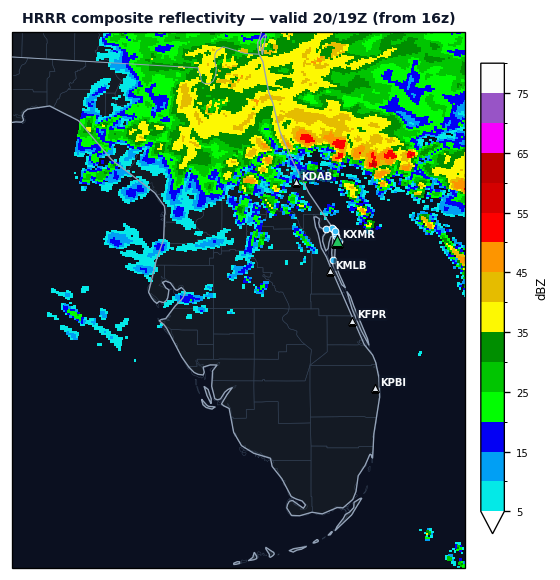 HRRR composite reflectivity — valid 20/19Z (from 16z)
KDAB
KXMR
KMLB
KFPR
KPBI
75
65
55
45
35
25
15
5
dBZ